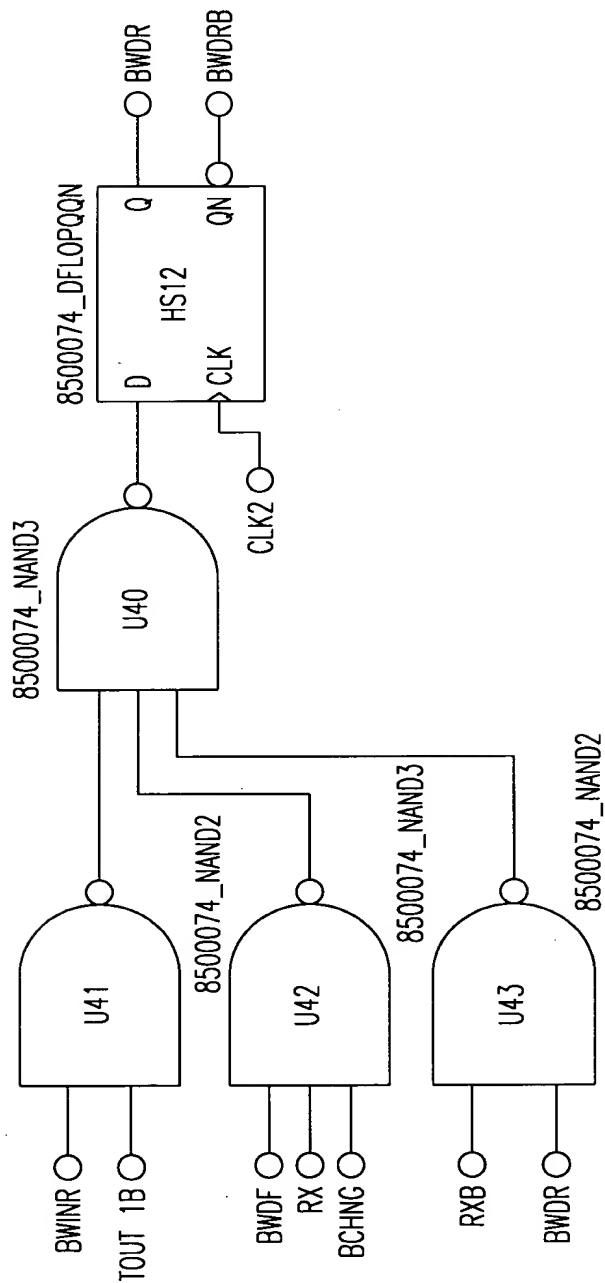 BWINR
TOUT 1B
U41
8500074_NAND2
BWDF
RX
BCHNG
U42
8500074_NAND3
RXB
BWDR
U43
8500074_NAND2
8500074_NAND3
U40
8500074_DFLOPQQN
D
Q
HS12
CLK
QN
CLK2
BWDR
BWDRB